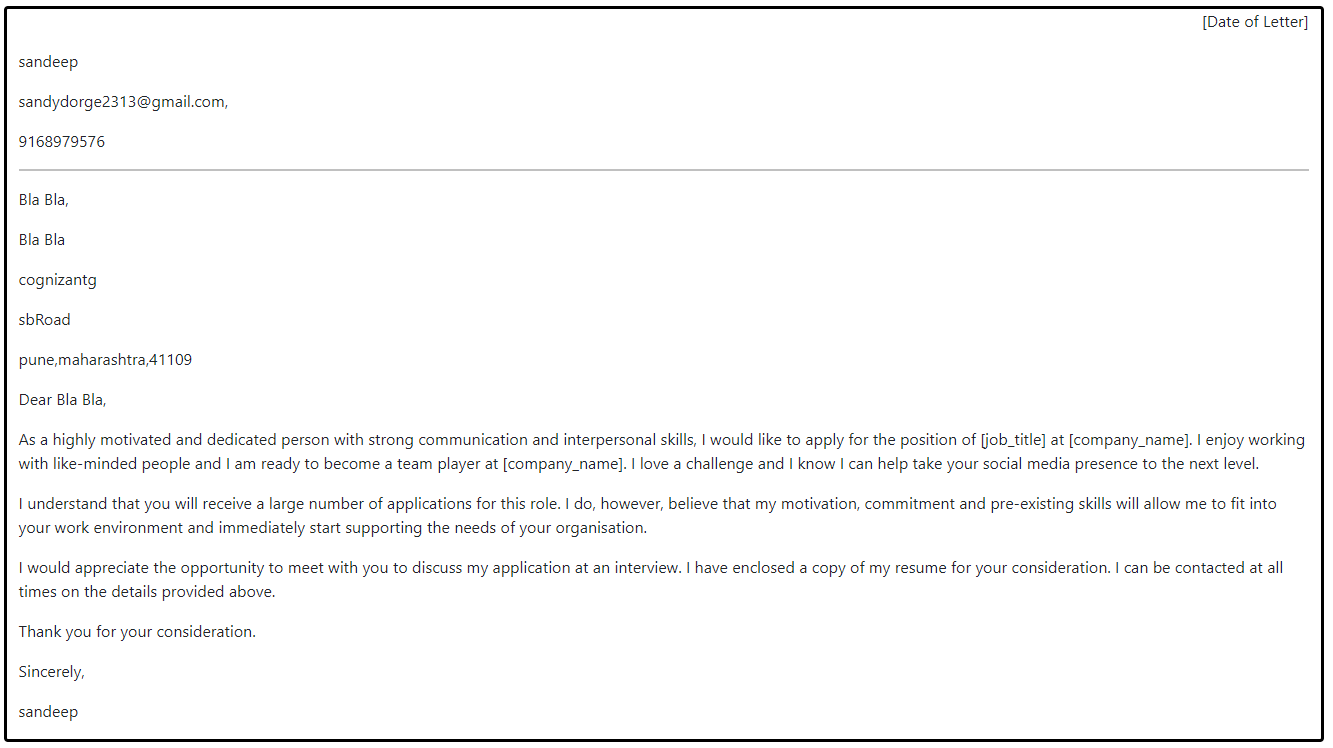 [Date of Letter]
sandeep
sandydorge2313@gmail.com,
9168979576
Bla Bla,
Bla Bla
cognizantg
sbRoad
pune,maharashtra,41109
Dear Bla Bla,
As a highly motivated and dedicated person with strong communication and interpersonal skills, I would like to apply for the position of [job_title] at [company_name]. I enjoy working
with like-minded people and I am ready to become a team player at [company_name]. I love a challenge and I know I can help take your social media presence to the next level.
I understand that you will receive a large number of applications for this role. I do, however, believe that my motivation, commitment and pre-existing skills will allow me to fit into
your work environment and immediately start supporting the needs of your organisation.
I would appreciate the opportunity to meet with you to discuss my application at an interview. I have enclosed a copy of my resume for your consideration. I can be contacted at all
times on the details provided above.
Thank you for your consideration.
Sincerely,
sandeep